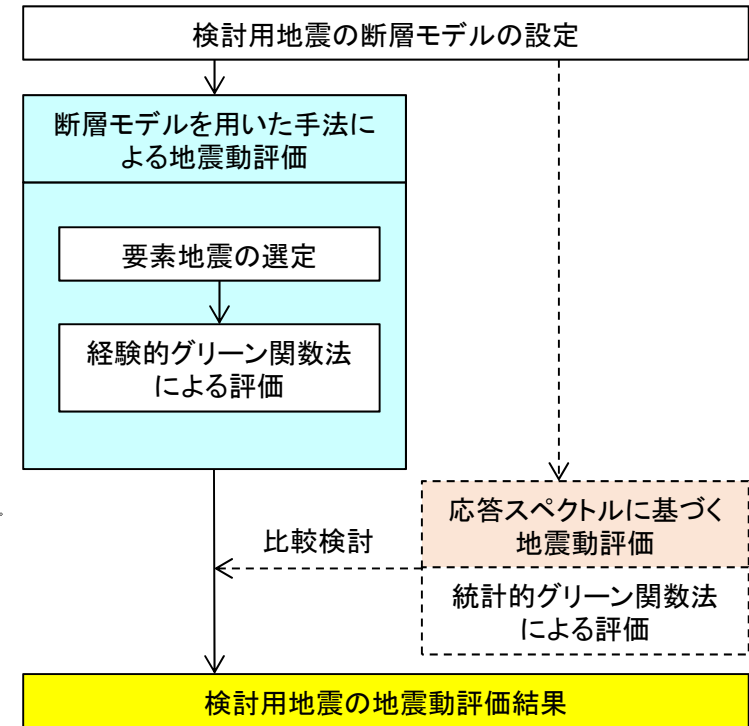 検討用地震の断層モデルの設定
断層モデルを用いた手法に
よる地震動評価
要素地震の選定
経験的グリーン関数法
による評価
。
応答スペクトルに基づく
地震動評価
比較検討
統計的グリーン関数法
による評価
検討用地震の地震動評価結果